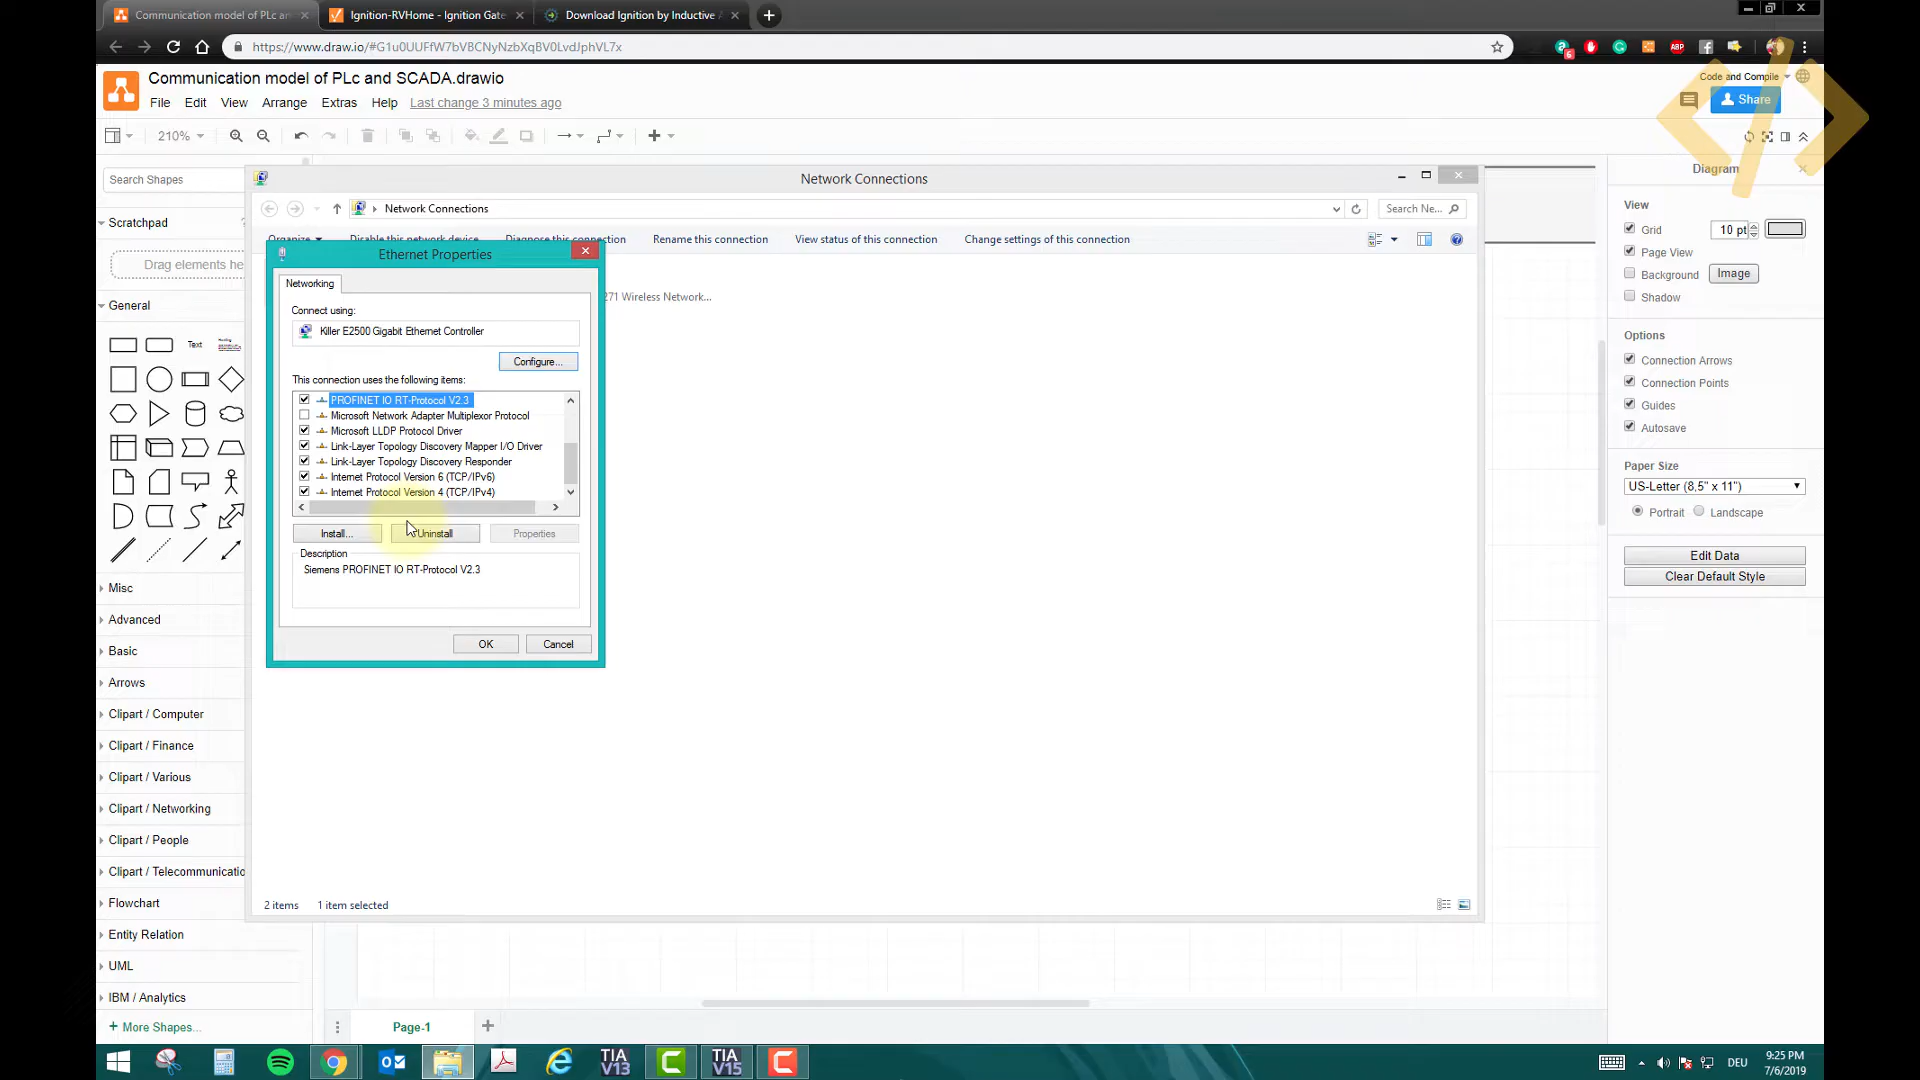 Communication model of PLc an
Ignition-RVHome - Ignition Gate
Download Ignition by Inductive A
https://www.draw.io/#G1u0UUFfW7bVBCNyNzbXqBV0LvdJphVL7x
6
ABP
Communication model of PLc and SCADA.drawio
Code and Compile
File Edit View Arrange Extras Help Last change 3 minutes ago
Share
210%
Search Shapes
Network Connections
Diagram
Scratchpad
Network Connections
Search Ne...
View
Grid 10 pt
Organize Disable this network device Diagnose this connection Rename this connection View status of this connection Change settings of this connection
Page View
Drag elements he
Ethernet Properties
Background Image
General
Networking
271 Wireless Network...
Shadow
Connect using:
Killer E2500 Gigabit Ethernet Controller
Options
Text
Connection Arrows
Configure...
This connection uses the following items:
Connection Points
PROFINET IO RT-Protocol V2.3
Guides
Microsoft Network Adapter Multiplexor Protocol
Autosave
Microsoft LLDP Protocol Driver
Link-Layer Topology Discovery Mapper I/O Driver
Link-Layer Topology Discovery Responder
Paper Size
Internet Protocol Version 6 (TCP/IPv6)
US-Letter (8,5" x 11")
Internet Protocol Version 4 (TCP/IPv4)
Portrait Landscape
Install... Uninstall Properties
Description
Edit Data
Siemens PROFINET IO RT-Protocol V2.3
Clear Default Style
Misc
Advanced
OK Cancel
Basic
Arrows
Clipart / Computer
Clipart / Finance
Clipart / Various
Clipart / Networking
Clipart / People
Clipart / Telecommunicatio
Flowchart
2 items 1 item selected
Entity Relation
UML
IBM / Analytics
+ More Shapes...
Page-1
TIA V13
TIA V15
DEU
9:25 PM
7/6/2019